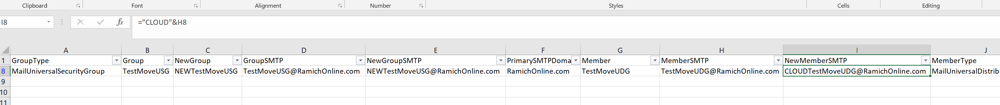 Clipboard Font Alignment Number Styles Cells Editing
I8 fx ="CLOUD"&H8
A B C D E F G H I J
1 GroupType Group NewGroup GroupSMTP NewGroupSMTP PrimarySMTPDoma Member MemberSMTP NewMemberSMTP MemberType
8 MailUniversalSecurityGroup TestMoveUSG NEWTestMoveUSG TestMoveUSG@RamichOnline.com NEWTestMoveUSG@RamichOnline.com RamichOnline.com TestMoveUDG TestMoveUDG@RamichOnline.com CLOUDTestMoveUDG@RamichOnline.com MailUniversalDistrib
9
10
11